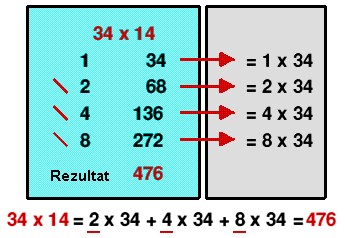 34 x 14
1 34 = 1 x 34
2 68 = 2 x 34
4 136 = 4 x 34
8 272 = 8 x 34
Rezultat 476
34 x 14 = 2 x 34 + 4 x 34 + 8 x 34 = 476